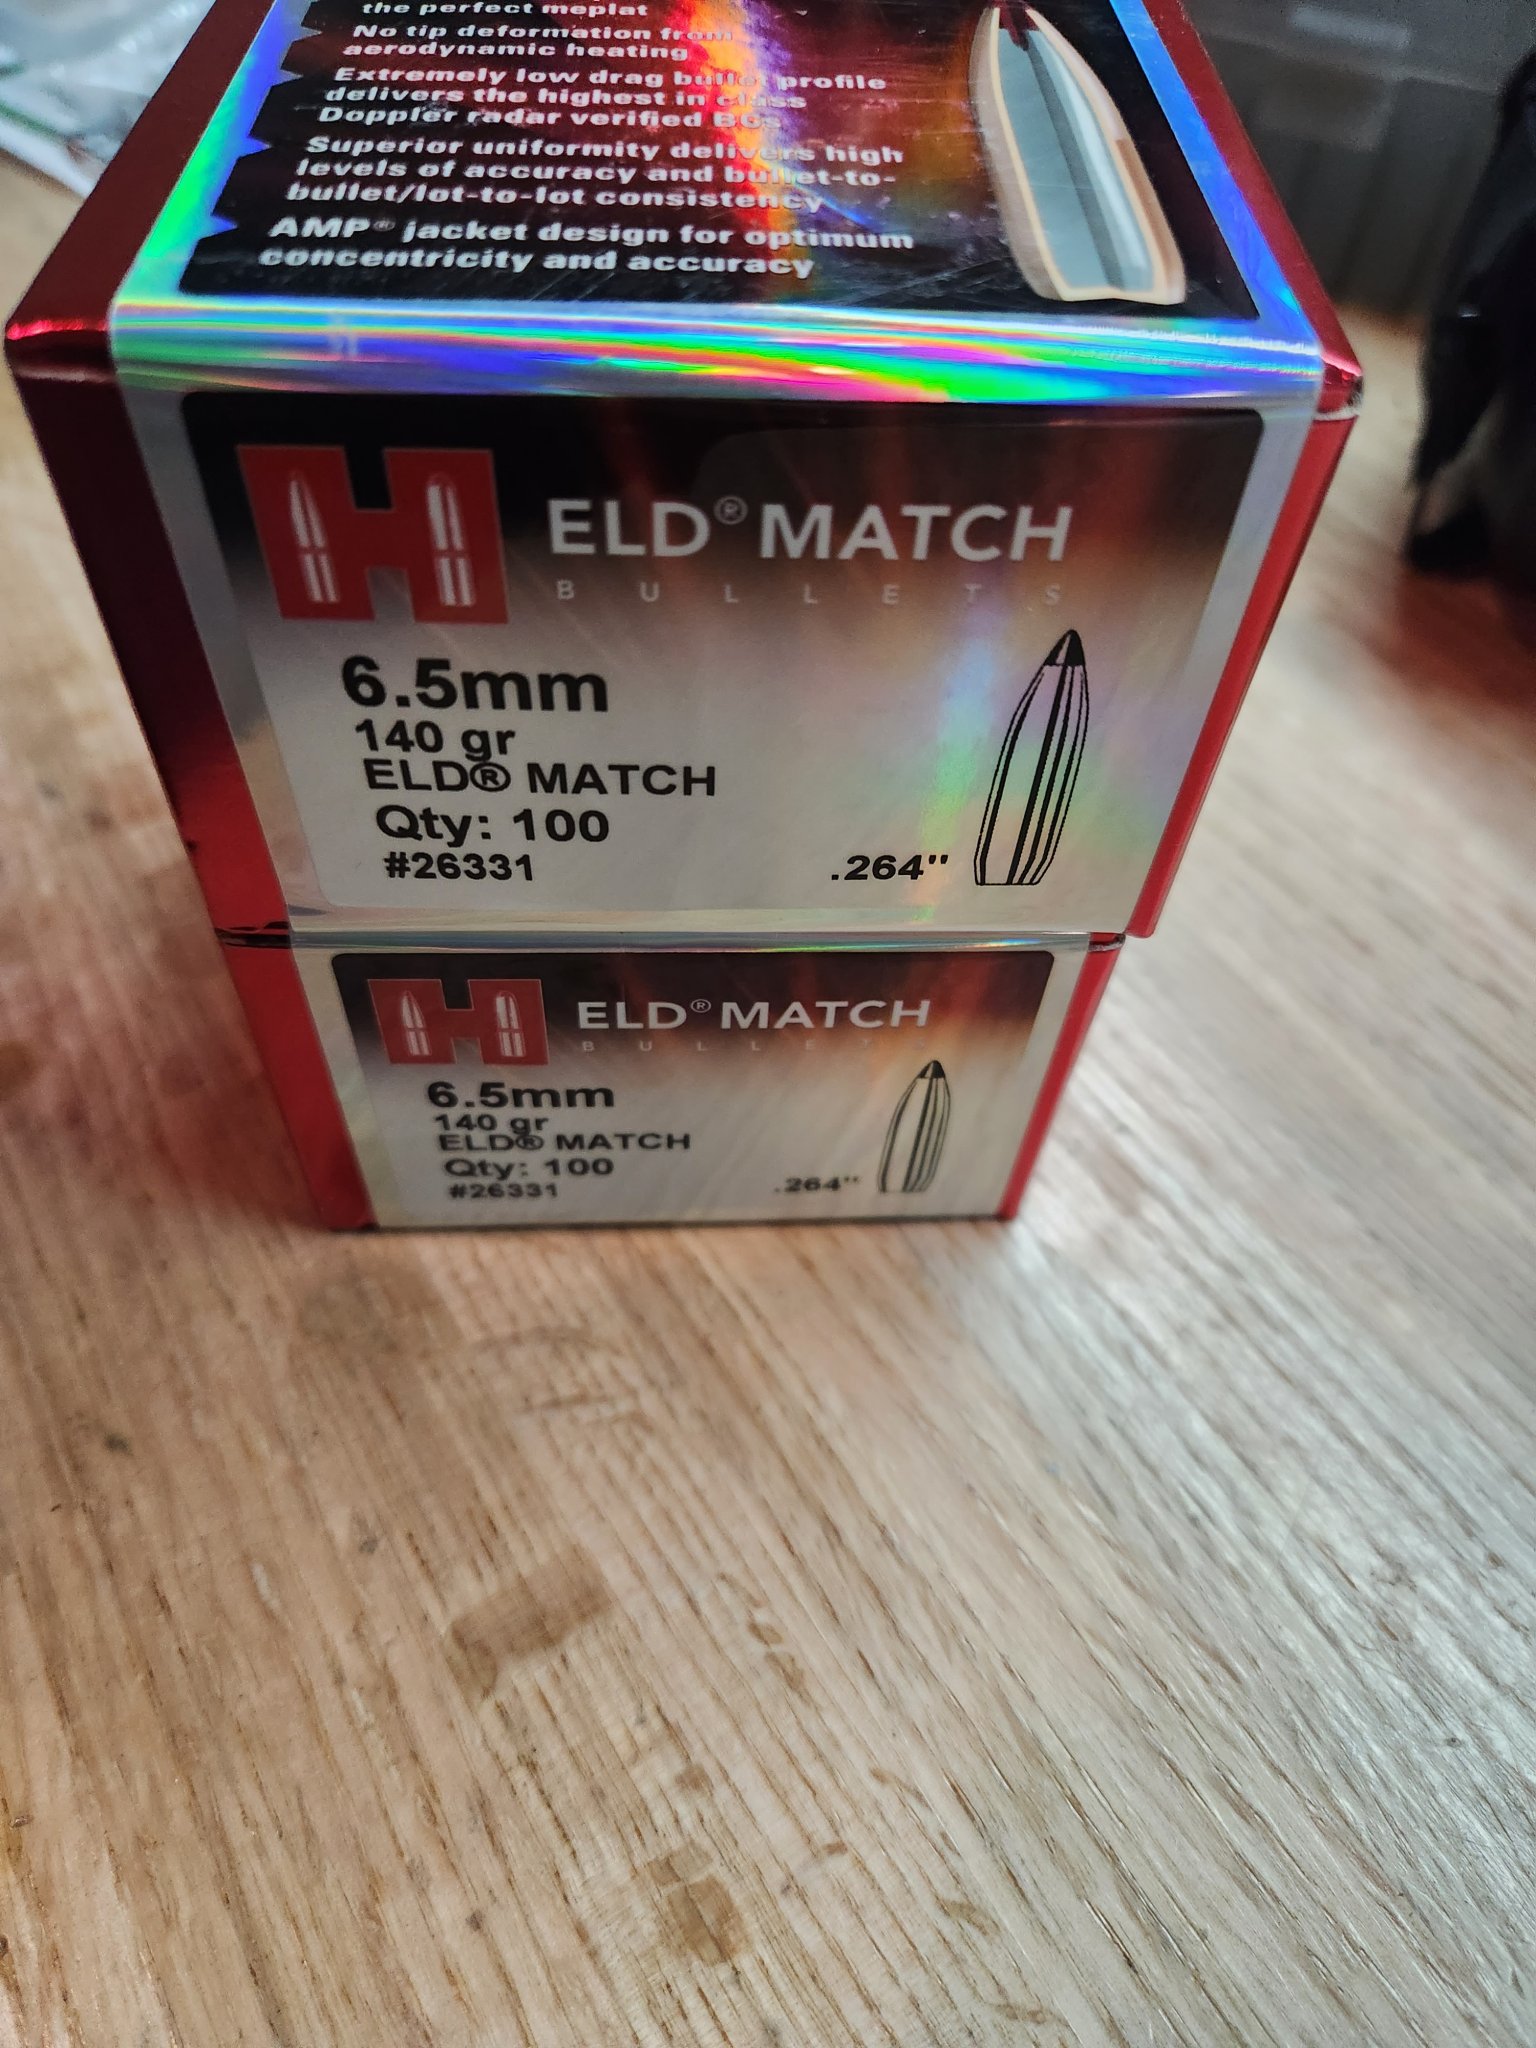 the perfect meplat
No tip deformation from
aerodynamic heating
Extremely low drag bullet profile
delivers the highest in class
Doppler radar verified BCs
Superior uniformity delivers high
levels of accuracy and bullet-to-
bullet/lot-to-lot consistency
AMP® jacket design for optimum
concentricity and accuracy
H ELD® MATCH
BULLETS
6.5mm
140 gr
ELD® MATCH
Qty: 100
#26331
.264"
H ELD® MATCH
BULLETS
6.5mm
140 gr
ELD® MATCH
Qty: 100
#26331
.264"